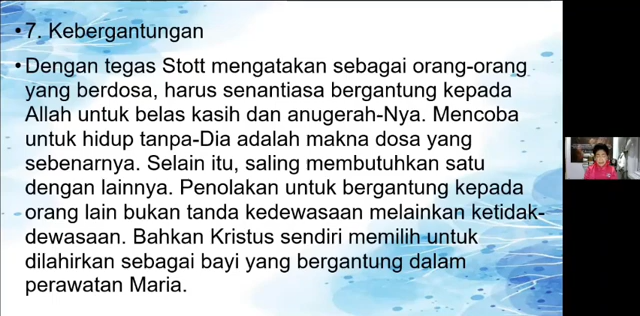 • 7. Kebergantungan
• Dengan tegas Stott mengatakan sebagai orang-orang
yang berdosa, harus senantiasa bergantung kepada
Allah untuk belas kasih dan anugerah-Nya. Mencoba
untuk hidup tanpa-Dia adalah makna dosa yang
sebenarnya. Selain itu, saling membutuhkan satu
dengan lainnya. Penolakan untuk bergantung kepada
orang lain bukan tanda kedewasaan melainkan ketidak-
dewasaan. Bahkan Kristus sendiri memilih untuk
dilahirkan sebagai bayi yang bergantung dalam
perawatan Maria.